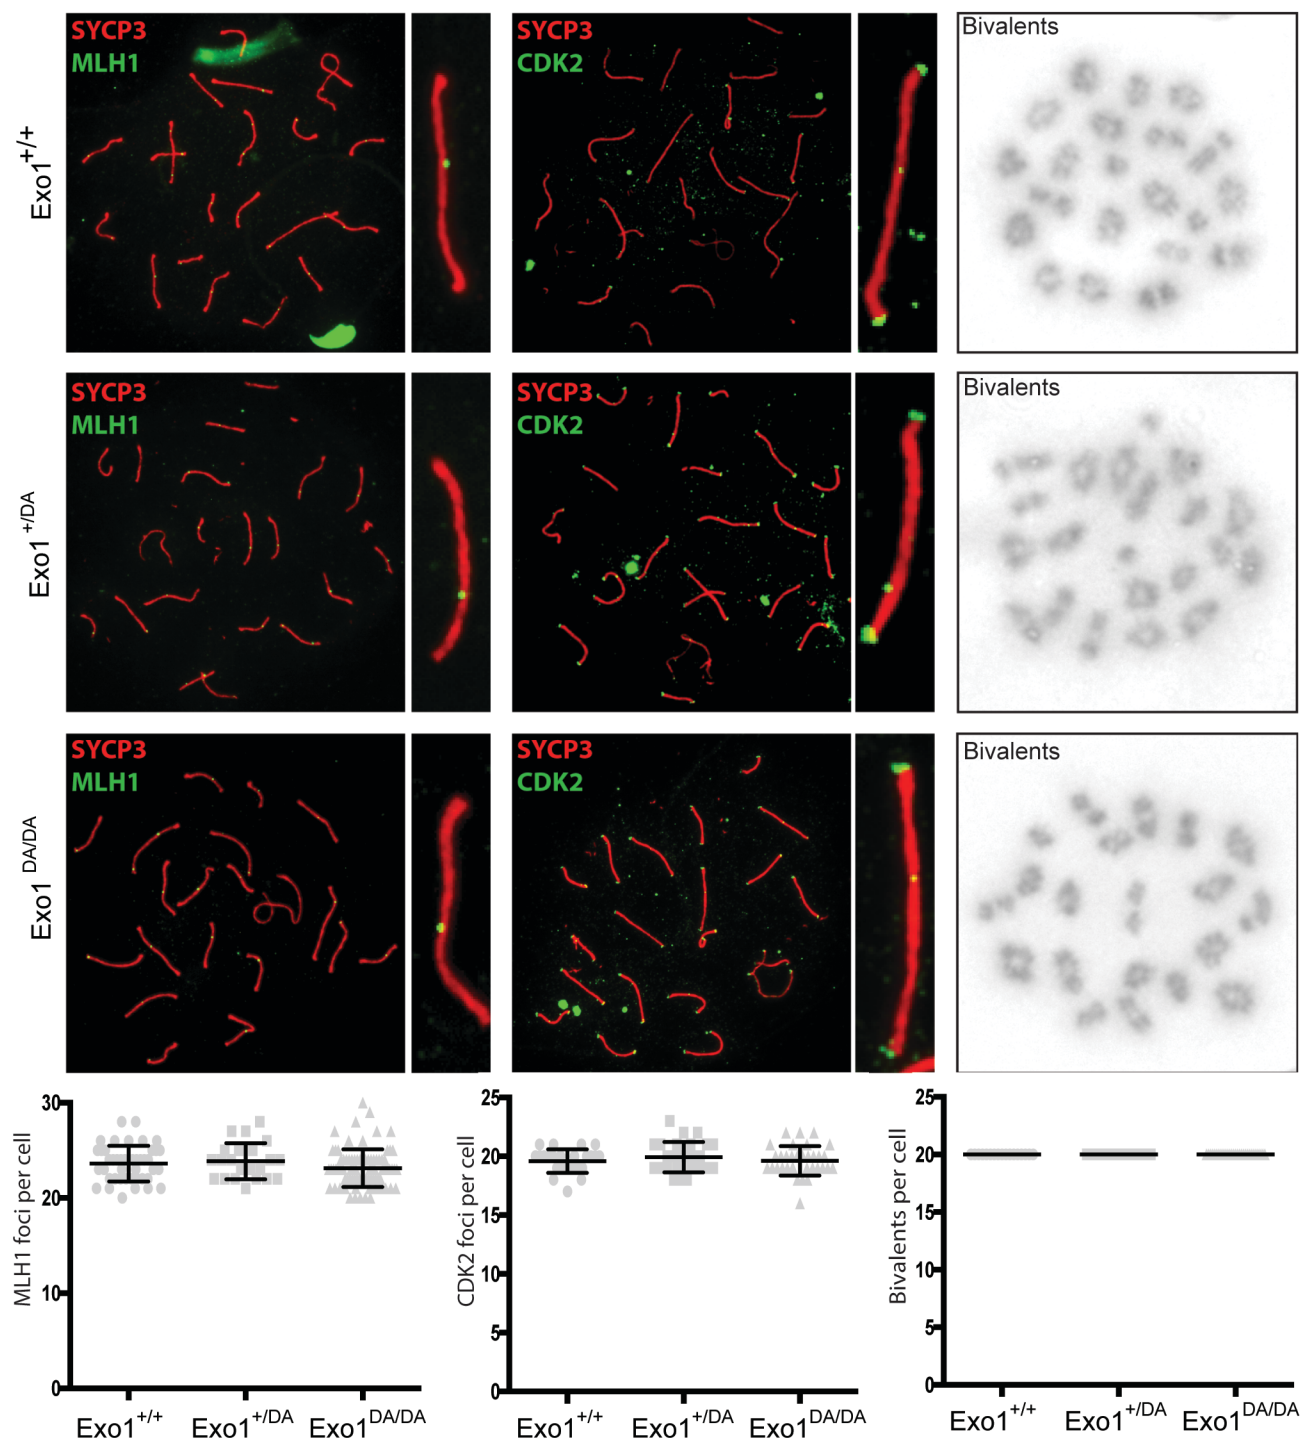 SYCP3
MLH1
SYCP3
CDK2
Bivalents
Exo1+/+
SYCP3
MLH1
SYCP3
CDK2
Bivalents
Exo1+/DA
SYCP3
MLH1
SYCP3
CDK2
Bivalents
Exo1DA/DA
MLH1 foci per cell
30
20
10
0
Exo1+/+
Exo1+/DA
Exo1DA/DA
CDK2 foci per cell
25
20
15
10
5
0
Exo1+/+
Exo1+/DA
Exo1DA/DA
Bivalents per cell
25
20
15
10
5
0
Exo1+/+
Exo1+/DA
Exo1DA/DA